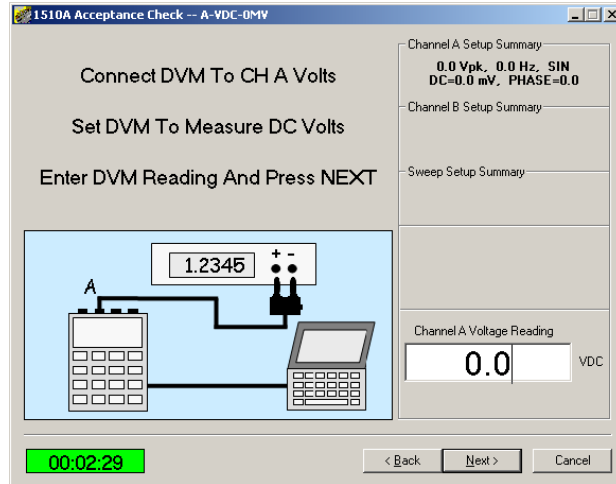 1510A Acceptance Check -- A-VDC-0MV
Connect DVM To CH A Volts
Set DVM To Measure DC Volts
Enter DVM Reading And Press NEXT
Channel A Setup Summary
0.0 Vpk, 0.0 Hz, SIN
DC=0.0 mV, PHASE=0.0
Channel B Setup Summary
Sweep Setup Summary
1.2345
+ -
A
Channel A Voltage Reading
0.0 VDC
00:02:29
< Back
Next >
Cancel